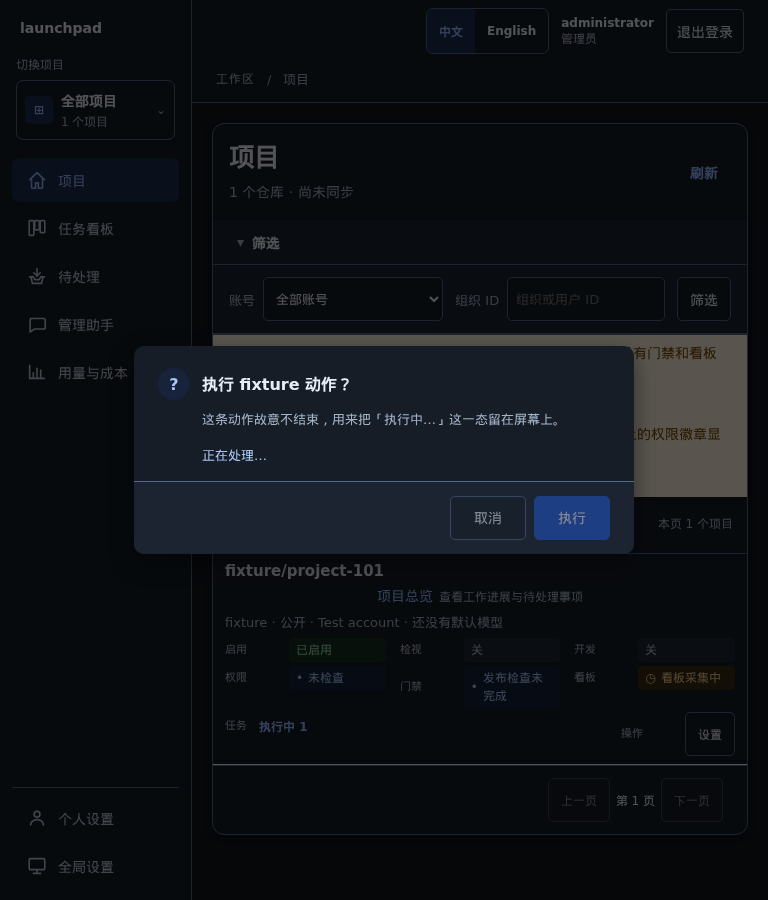 launchpad
切换项目
全部项目
1 个项目
项目
任务看板
待处理
管理助手
用量与成本
个人设置
全局设置
中文
English
administrator
管理员
退出登录
工作区 / 项目
项目
1 个仓库 · 尚未同步
刷新
▼ 筛选
账号
全部账号
组织 ID
组织或用户 ID
筛选
有门禁和看板
的权限徽章显
?
执行 fixture 动作？
这条动作故意不结束，用来把「执行中…」这一态留在屏幕上。
正在处理…
取消
执行
本页 1 个项目
fixture/project-101
项目总览 查看工作进展与待处理事项
fixture · 公开 · Test account · 还没有默认模型
启用 已启用 检视 关 开发 关
权限 • 未检查 门禁 • 发布检查未完成 看板 ◷ 看板采集中
任务 执行中 1
操作 设置
上一页 第 1 页 下一页